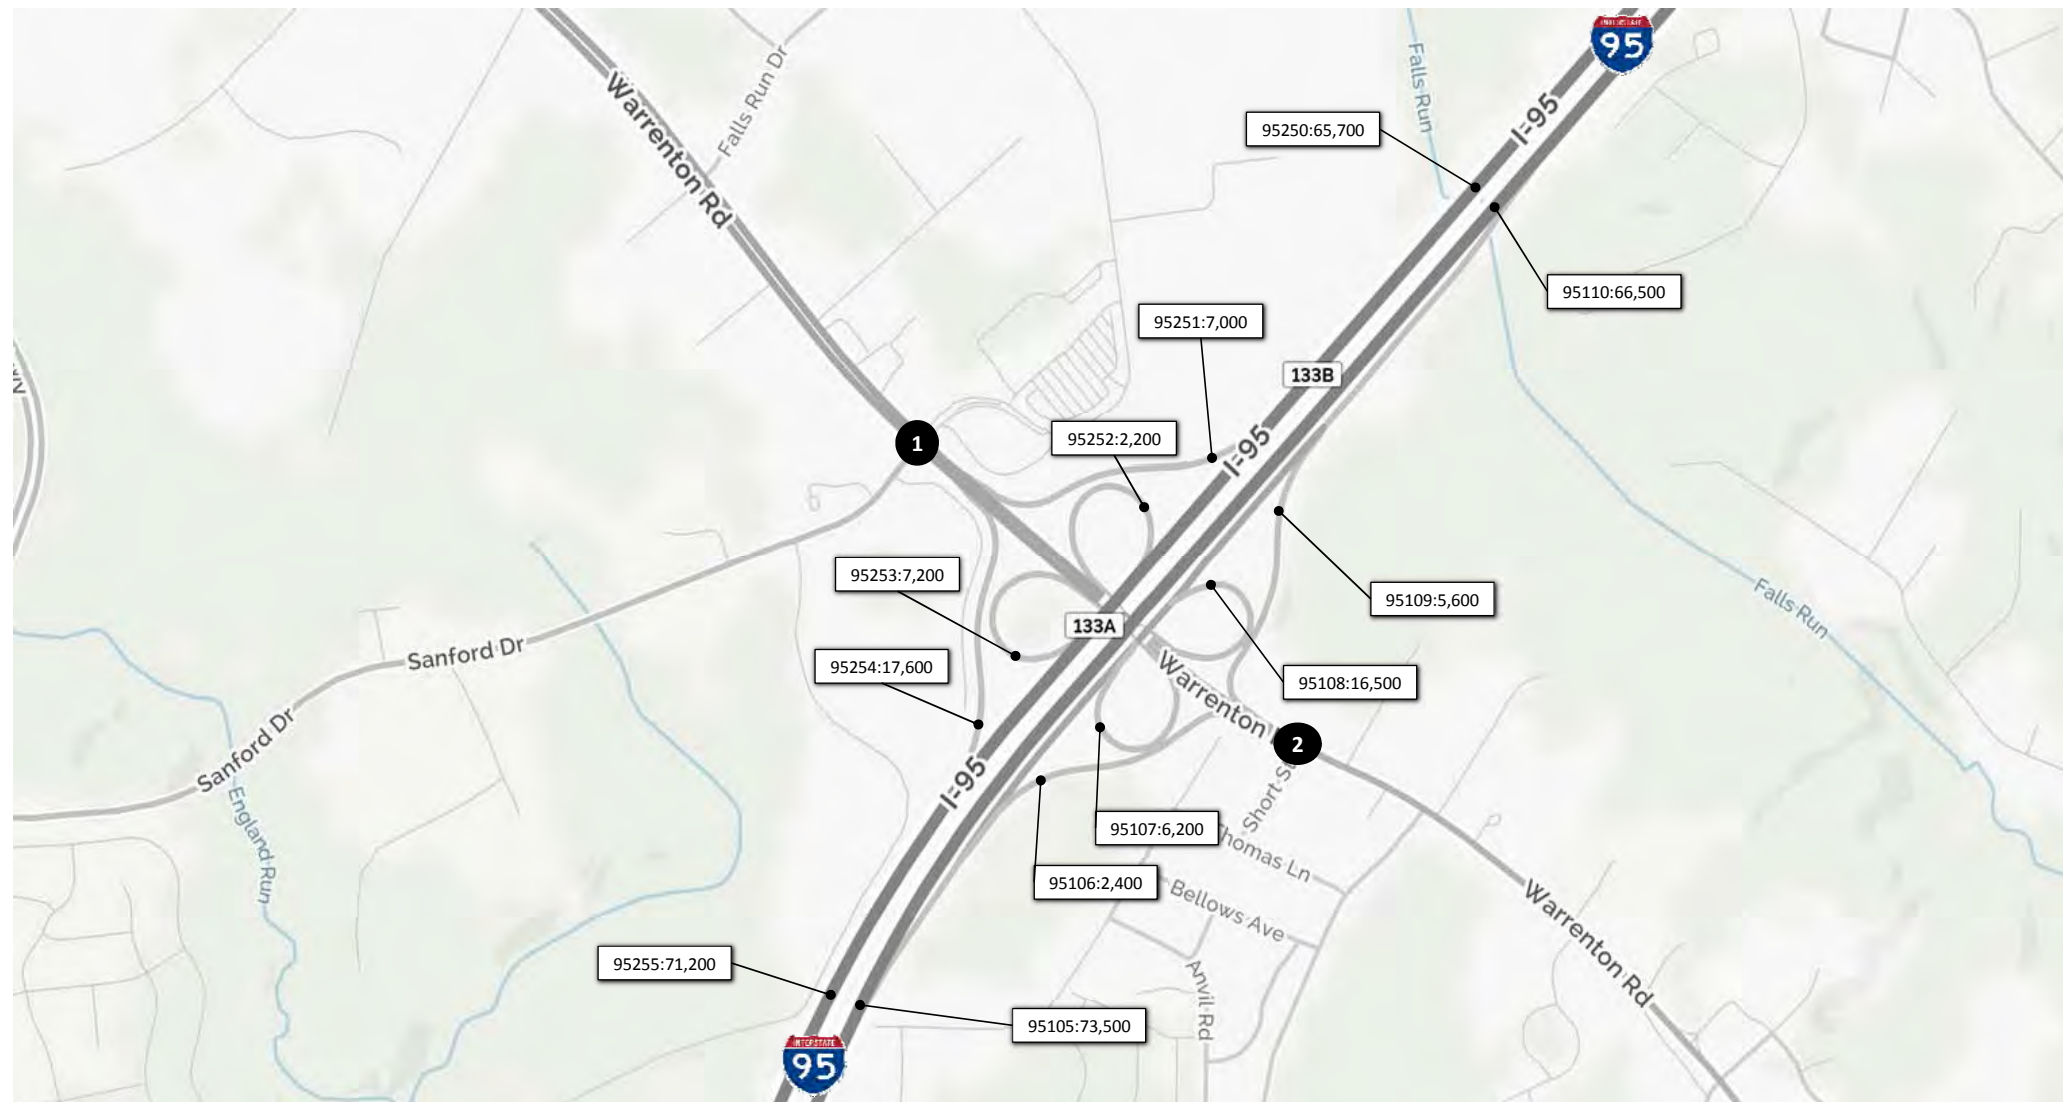 INTERSTATE
95
I-95
Falls Run
Falls Run Dr
Warrenton Rd
95250:65,700
95110:66,500
95251:7,000
133B
1
95252:2,200
I-95
95253:7,200
95109:5,600
Falls Run
133A
Sanford Dr
95254:17,600
95108:16,500
Warrenton
2
Sanford Dr
I-95
Short St
England Run
95107:6,200
Thomas Ln
95106:2,400
Bellows Ave
Warrenton Rd
95255:71,200
Anvil Rd
95105:73,500
INTERSTATE
95